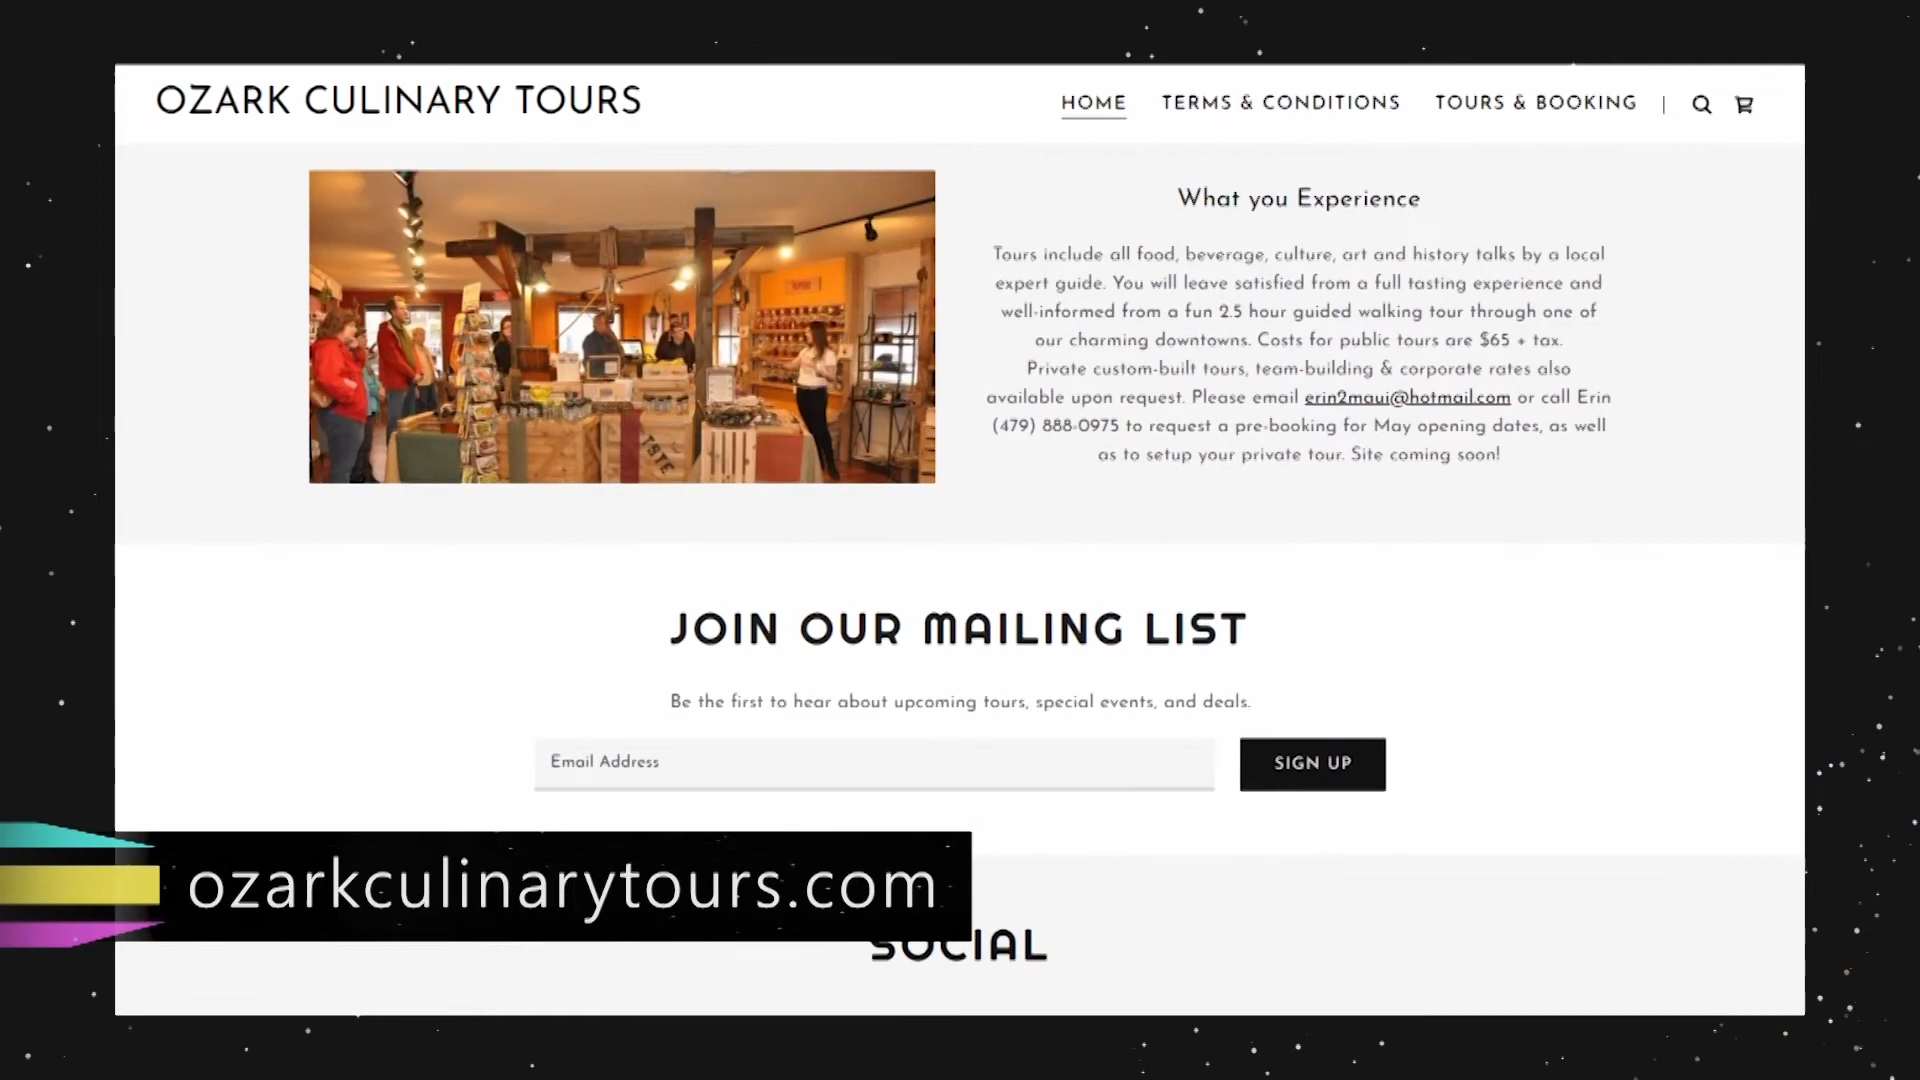 OZARK CULINARY TOURS
HOME
TERMS & CONDITIONS
TOURS & BOOKING
What you Experience
Tours include all food, beverage, culture, art and history talks by a local
expert guide. You will leave satisfied from a full tasting experience and
well-informed from a fun 2.5 hour guided walking tour through one of
our charming downtowns. Costs for public tours are $65 + tax.
Private custom-built tours, team-building & corporate rates also
available upon request. Please email erin2maui@hotmail.com or call Erin
(479) 888-0975 to request a pre-booking for May opening dates, as well
as to setup your private tour. Site coming soon!
JOIN OUR MAILING LIST
Be the first to hear about upcoming tours, special events, and deals.
Email Address
SIGN UP
ozarkculinarytours.com
SOCIAL